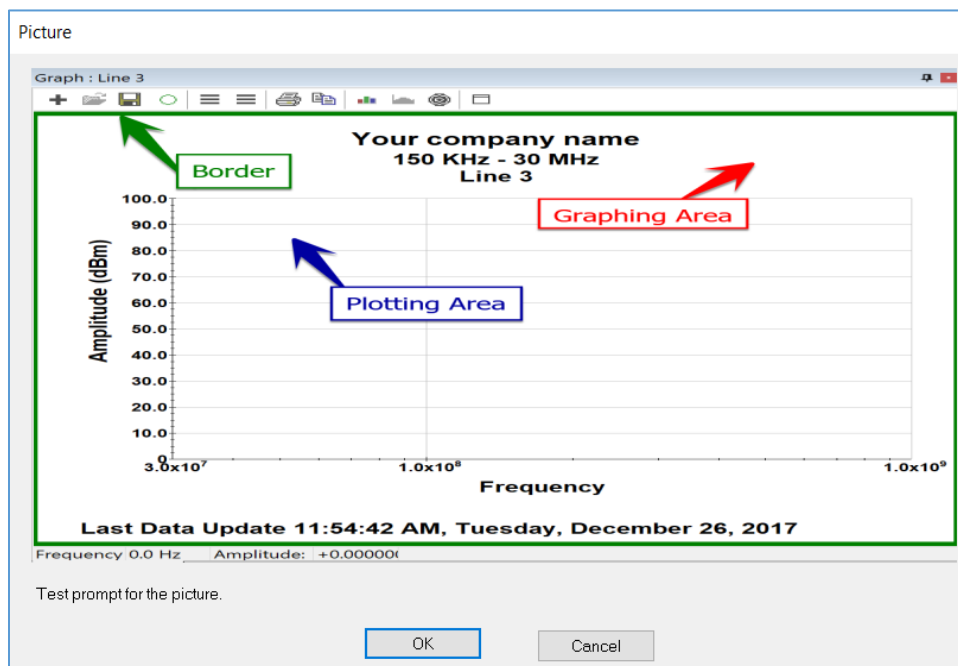 Picture
Graph : Line 3
Your company name
150 KHz - 30 MHz
Line 3
Border
Graphing Area
Plotting Area
Amplitude (dBm)
100.0
90.0
80.0
70.0
60.0
50.0
40.0
30.0
20.0
10.0
0
3.0x10⁷ 1.0x10⁸ 1.0x10⁹
Frequency
Last Data Update 11:54:42 AM, Tuesday, December 26, 2017
Frequency 0.0 Hz Amplitude: +0.00000(
Test prompt for the picture.
OK Cancel